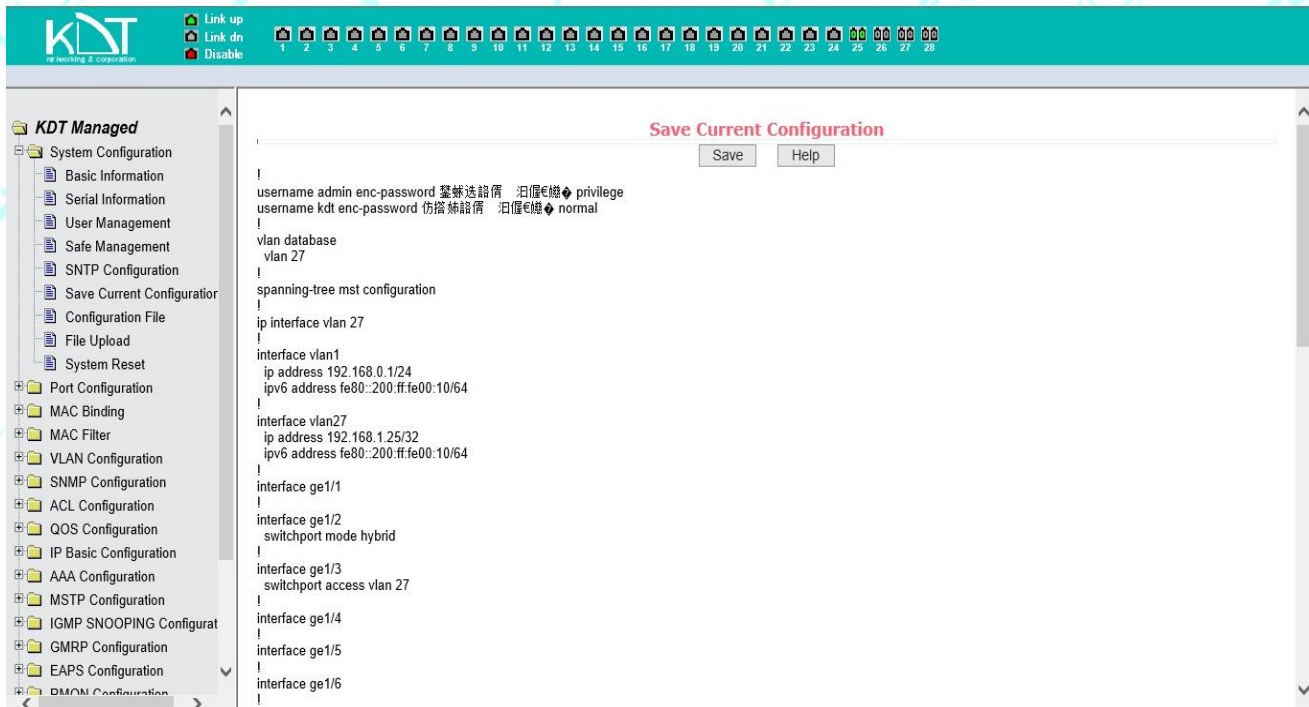 KDT
networking & corporation
Link up
Link dn
Disable
1 2 3 4 5 6 7 8 9 10 11 12 13 14 15 16 17 18 19 20 21 22 23 24 25 26 27 28
KDT Managed
System Configuration
Basic Information
Serial Information
User Management
Safe Management
SNTP Configuration
Save Current Configuration
Configuration File
File Upload
System Reset
Port Configuration
MAC Binding
MAC Filter
VLAN Configuration
SNMP Configuration
ACL Configuration
QOS Configuration
IP Basic Configuration
AAA Configuration
MSTP Configuration
IGMP SNOOPING Configurat
GMRP Configuration
EAPS Configuration
RMON Configuration
Save Current Configuration
Save Help
!
username admin enc-password privilege
username kdt enc-password normal
!
vlan database
vlan 27
!
spanning-tree mst configuration
!
ip interface vlan 27
!
interface vlan1
ip address 192.168.0.1/24
ipv6 address fe80::200:ff:fe00:10/64
!
interface vlan27
ip address 192.168.1.25/32
ipv6 address fe80::200:ff:fe00:10/64
!
interface ge1/1
!
interface ge1/2
switchport mode hybrid
!
interface ge1/3
switchport access vlan 27
!
interface ge1/4
!
interface ge1/5
!
interface ge1/6
!